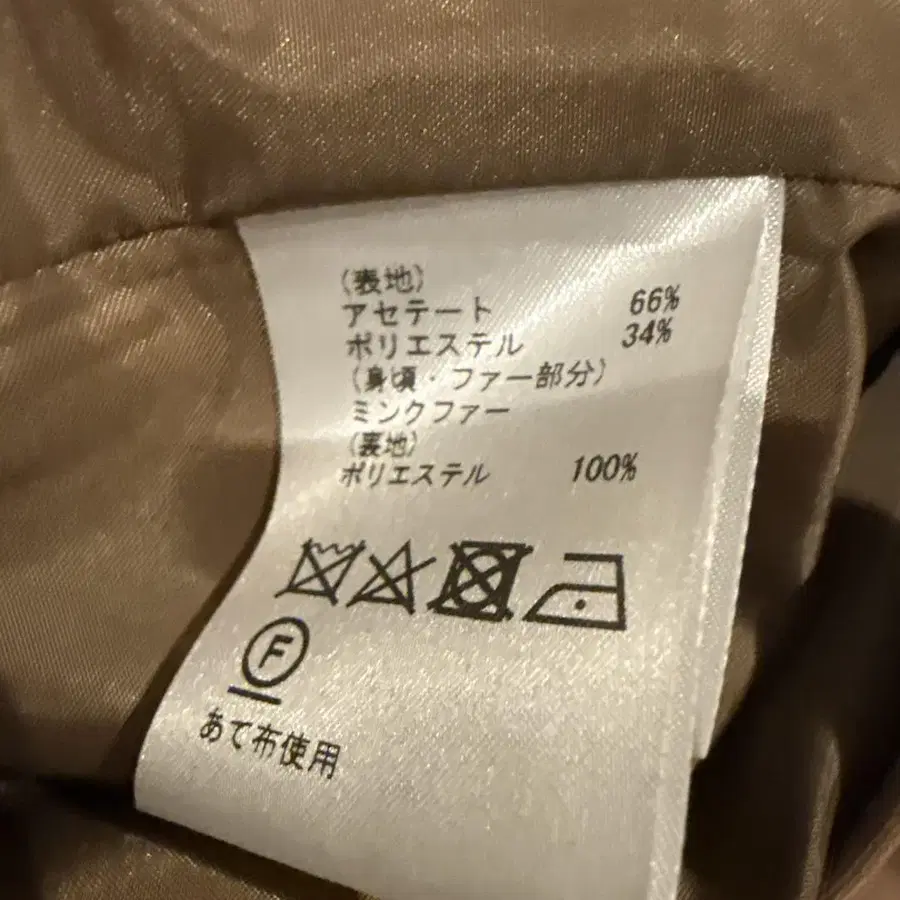 (表地)
アセテート 66%
ポリエステル 34%
(身頃・ファー部分)
ミンクファー
(裏地)
ポリエステル 100%
F
あて布使用